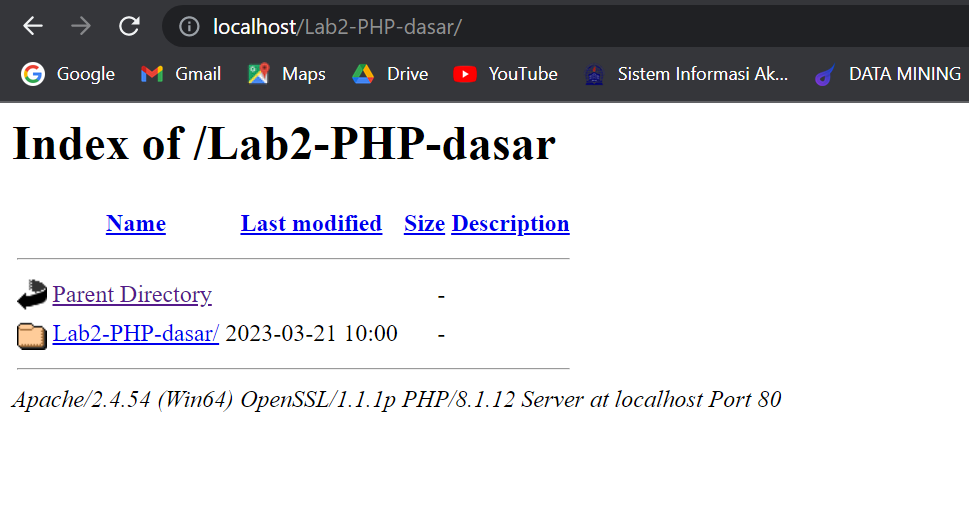 localhost/Lab2-PHP-dasar/
Google Gmail Maps Drive YouTube Sistem Informasi Ak... DATA MINING
Index of /Lab2-PHP-dasar
Name Last modified Size Description
Parent Directory -
Lab2-PHP-dasar/ 2023-03-21 10:00 -
Apache/2.4.54 (Win64) OpenSSL/1.1.1p PHP/8.1.12 Server at localhost Port 80